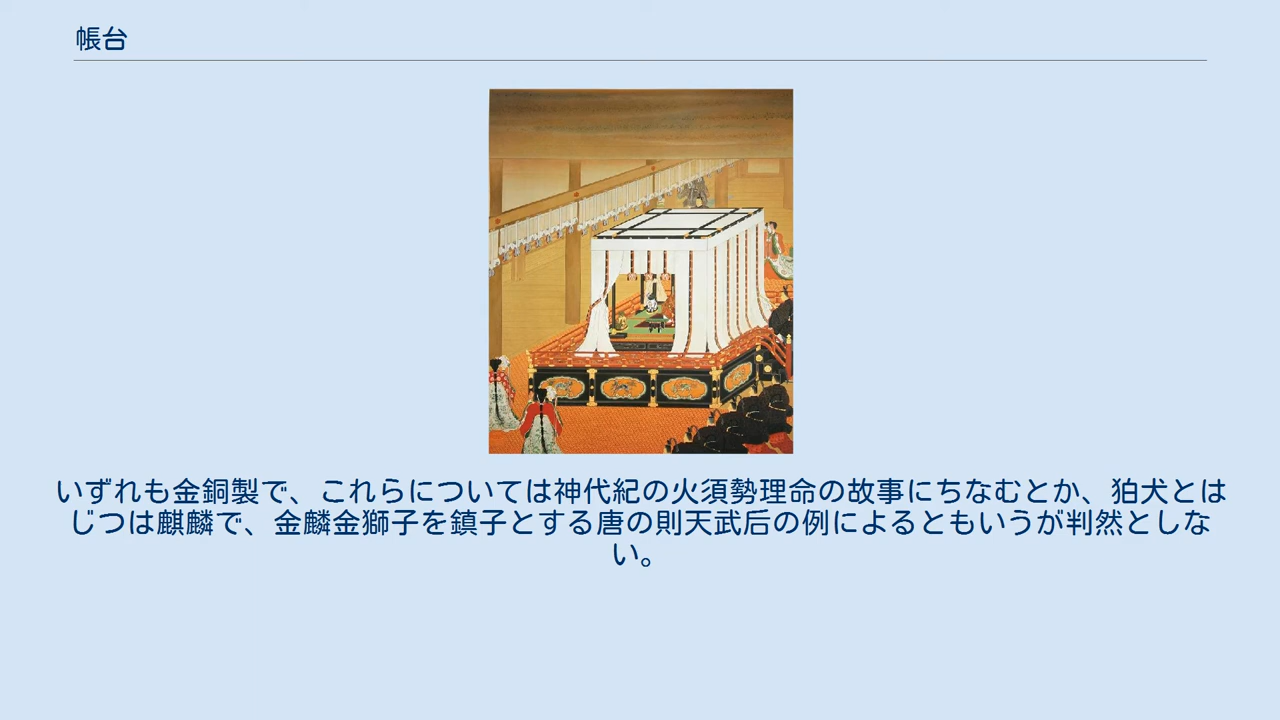 帳台
いずれも金銅製で、これらについては神代紀の火須勢理命の故事にちなむとか、狛犬とは
じつは麒麟で、金麟金獅子を鎮子とする唐の則天武后の例によるともいうが判然としな
い。